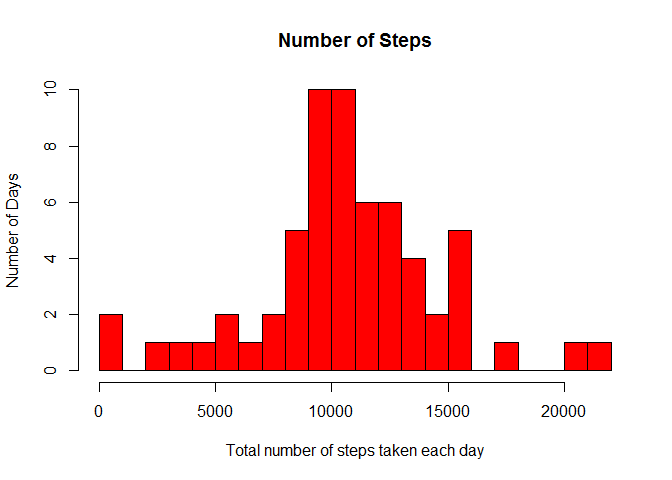 Number of Steps
Number of Days
10
8
6
4
2
0
0 5000 10000 15000 20000
Total number of steps taken each day